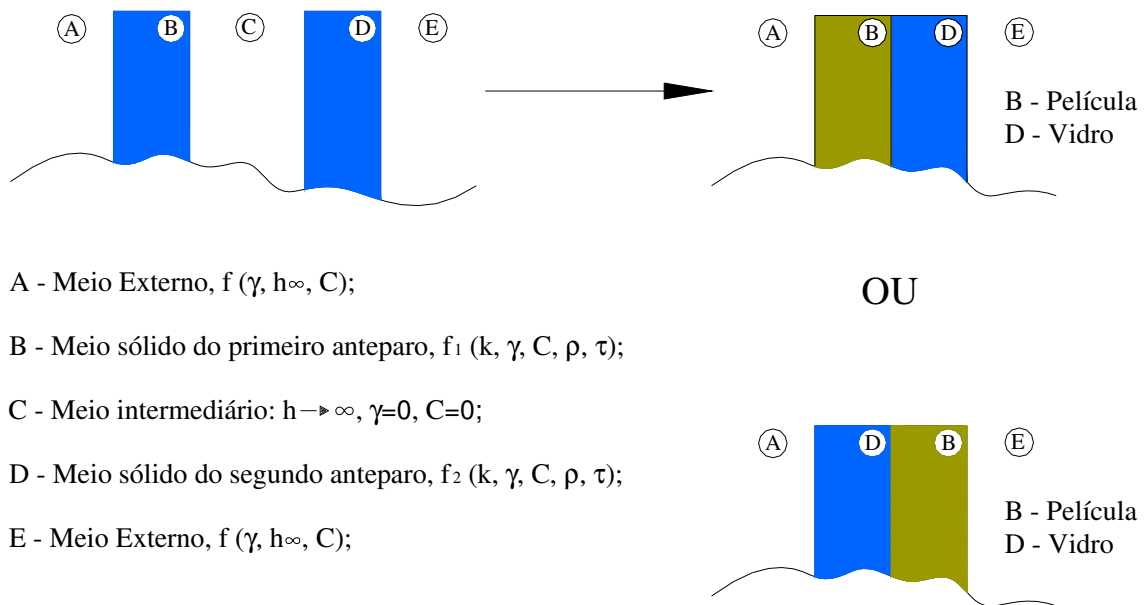 A B C D E
A B D E
B - Película
D - Vidro
A - Meio Externo, f (γ, h∞, C);
OU
B - Meio sólido do primeiro anteparo, f₁ (k, γ, C, ρ, τ);
C - Meio intermediário: h→∞, γ=0, C=0;
D - Meio sólido do segundo anteparo, f₂ (k, γ, C, ρ, τ);
E - Meio Externo, f (γ, h∞, C);
A D B E
B - Película
D - Vidro